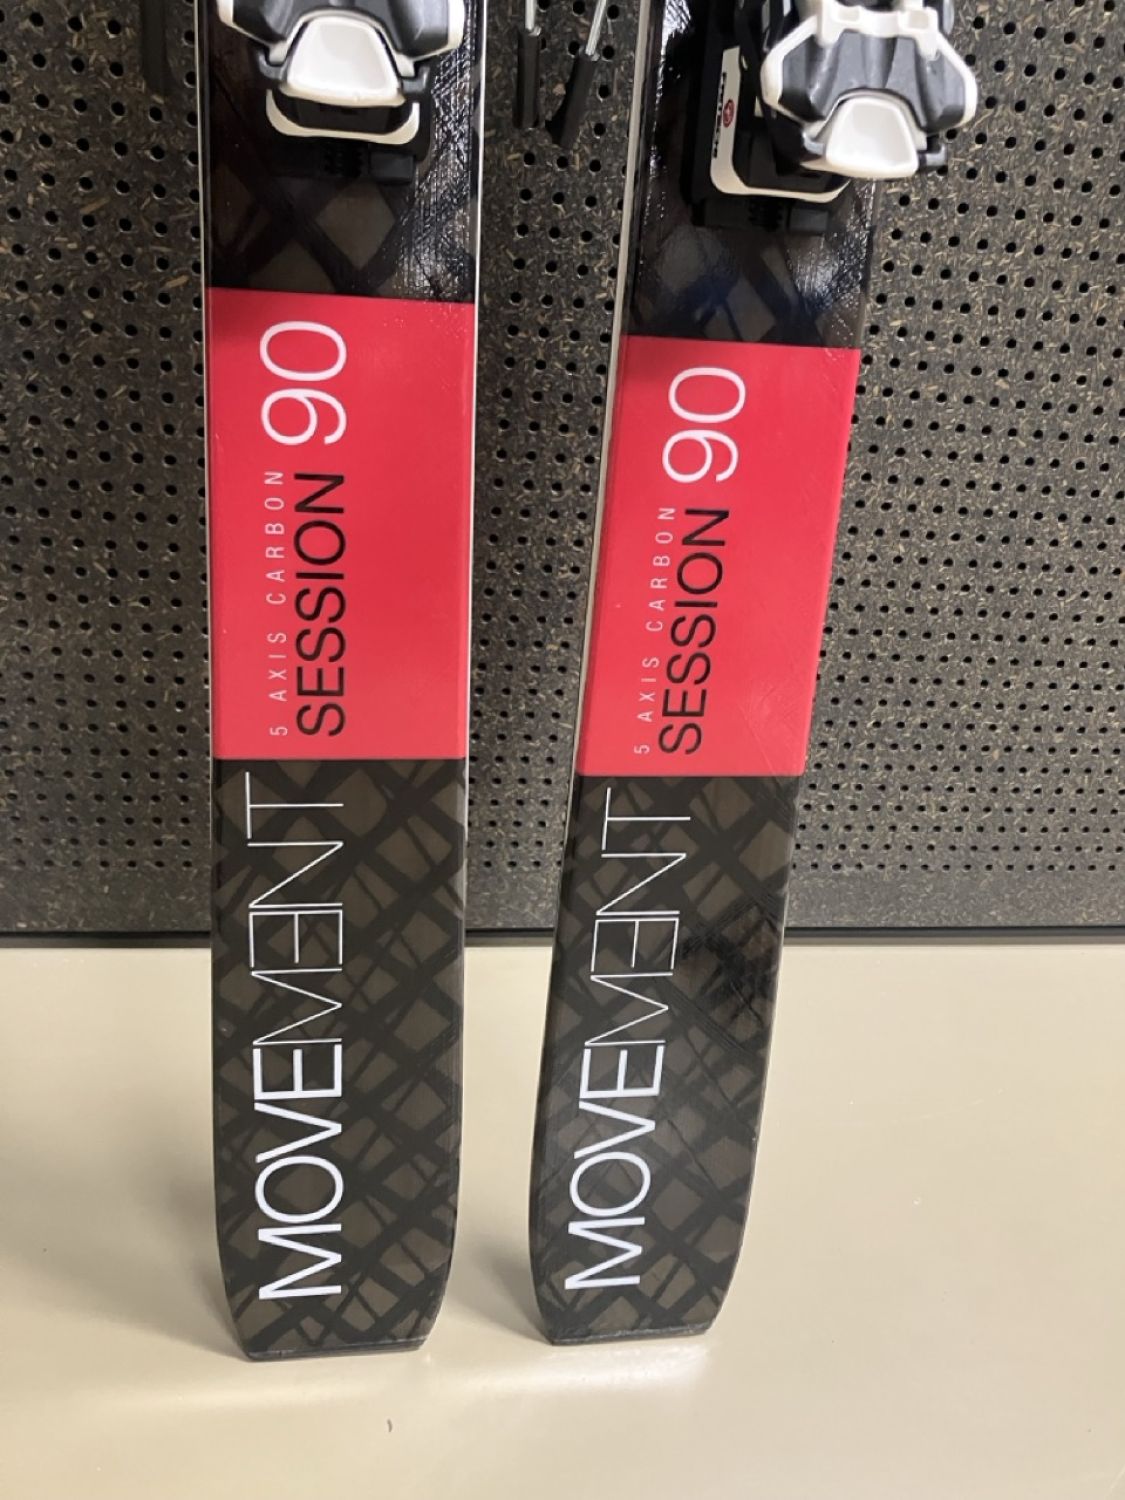 5 AXIS CARBON
SESSION 90
MOVEMENT
5 AXIS CARBON
SESSION 90
MOVEMENT